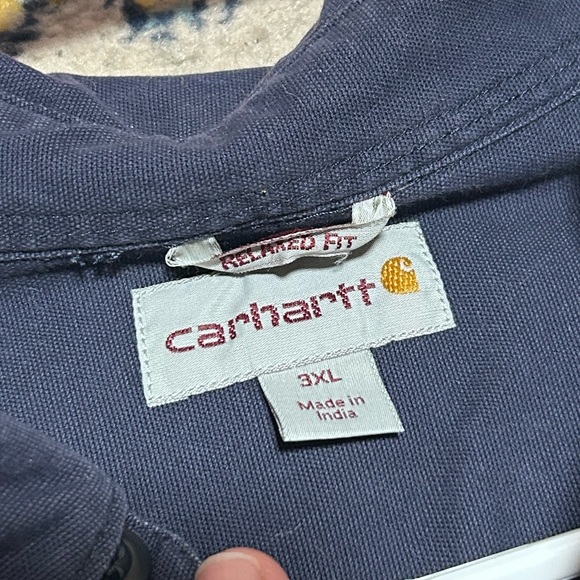 RELAXED FIT
carhartt
3XL
Made in
India